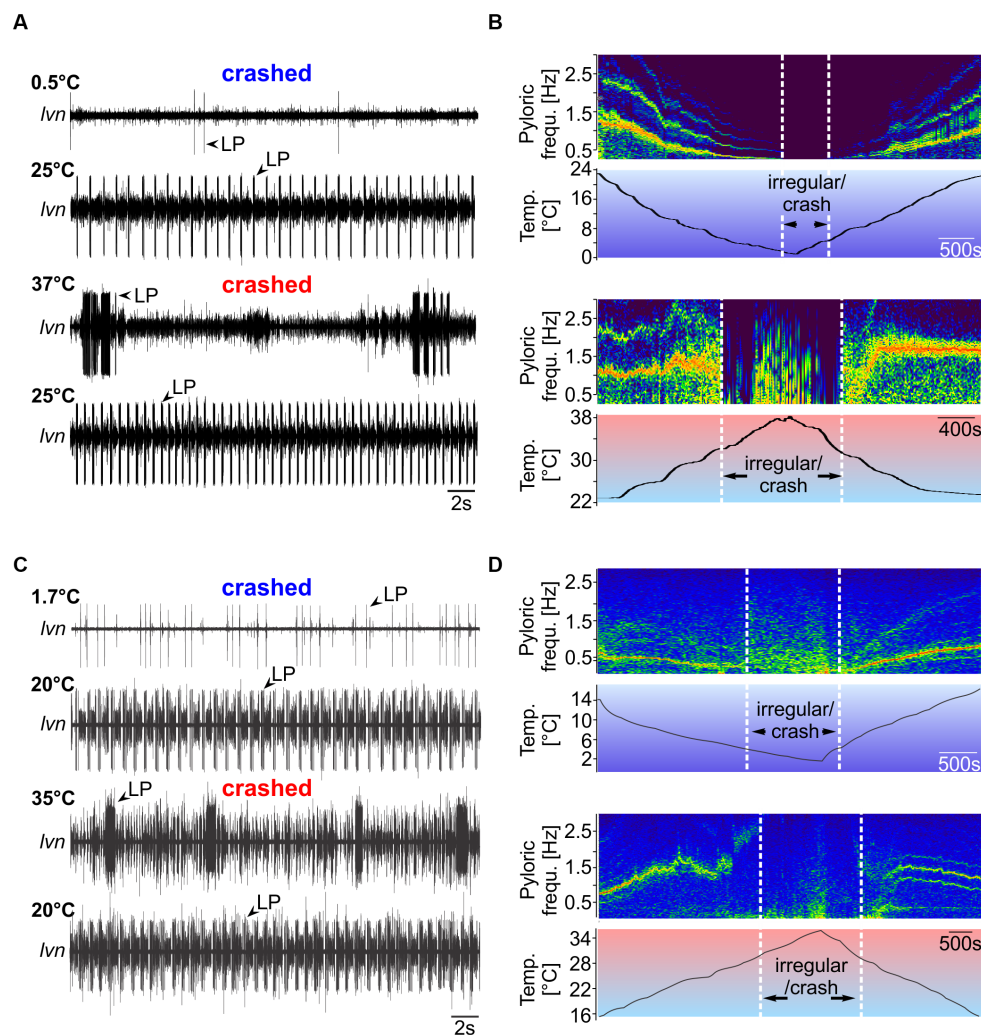 A
crashed
0.5°C
lvn
LP
25°C
LP
lvn
37°C
crashed
LP
lvn
25°C
LP
lvn
2s
B
Pyloric
frequ. [Hz]
2.5
1.5
0.5
Temp.
[°C]
24
16
8
0
irregular/
crash
500s
Pyloric
frequ. [Hz]
2.5
1.5
0.5
Temp.
[°C]
38
30
22
400s
irregular/
crash
C
crashed
1.7°C
LP
lvn
20°C
LP
lvn
35°C
crashed
LP
lvn
20°C
LP
lvn
2s
D
Pyloric
frequ. [Hz]
2.5
1.5
0.5
Temp.
[°C]
14
10
6
2
irregular/
crash
500s
Pyloric
frequ. [Hz]
2.5
1.5
0.5
Temp.
[°C]
34
28
22
16
500s
irregular
/crash